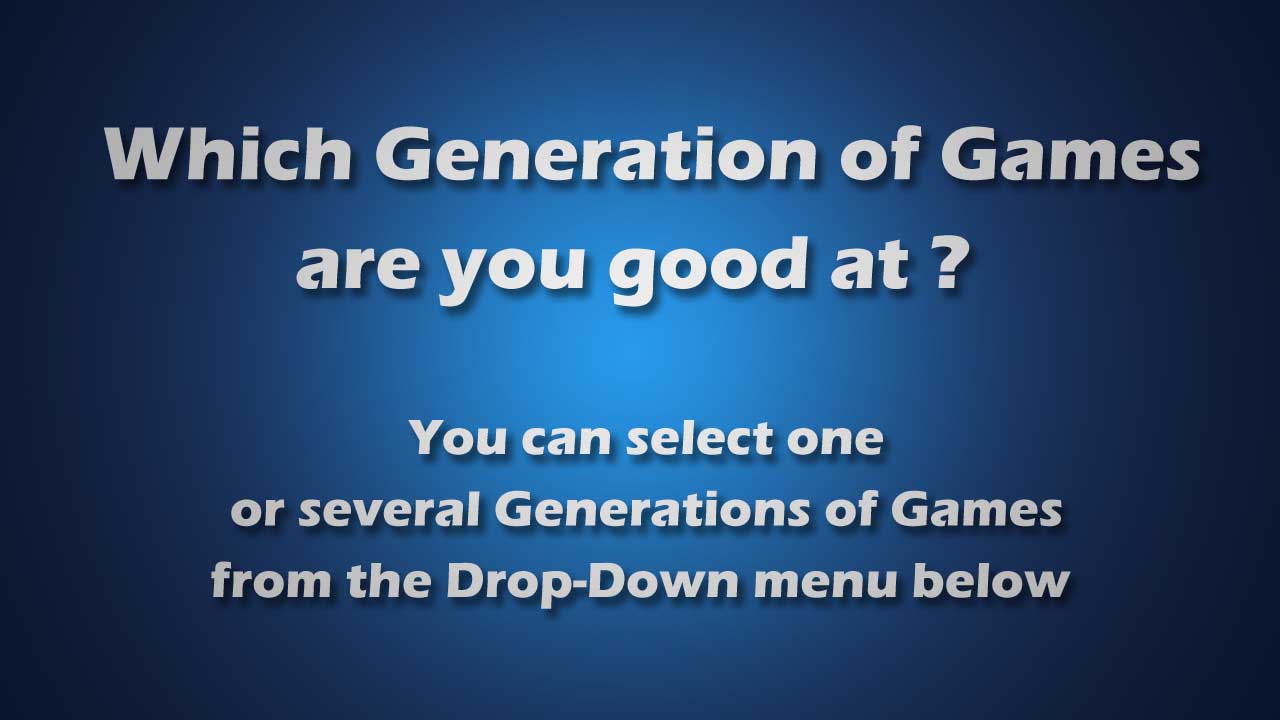 Which Generation of Games
are you good at ?
You can select one
or several Generations of Games
from the Drop-Down menu below